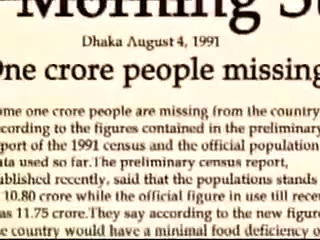 Morning S
Dhaka August 4, 1991
One crore people missing
ome one crore people are missing from the country
cording to the figures contained in the preliminary
port of the 1991 census and the official population
ata used so far.The preliminary census report,
ublished recently, said that the populations stands
10.80 crore while the official figure in use till rece
as 11.75 crore.They say according to the new figure
e country would have a minimal food deficiency o